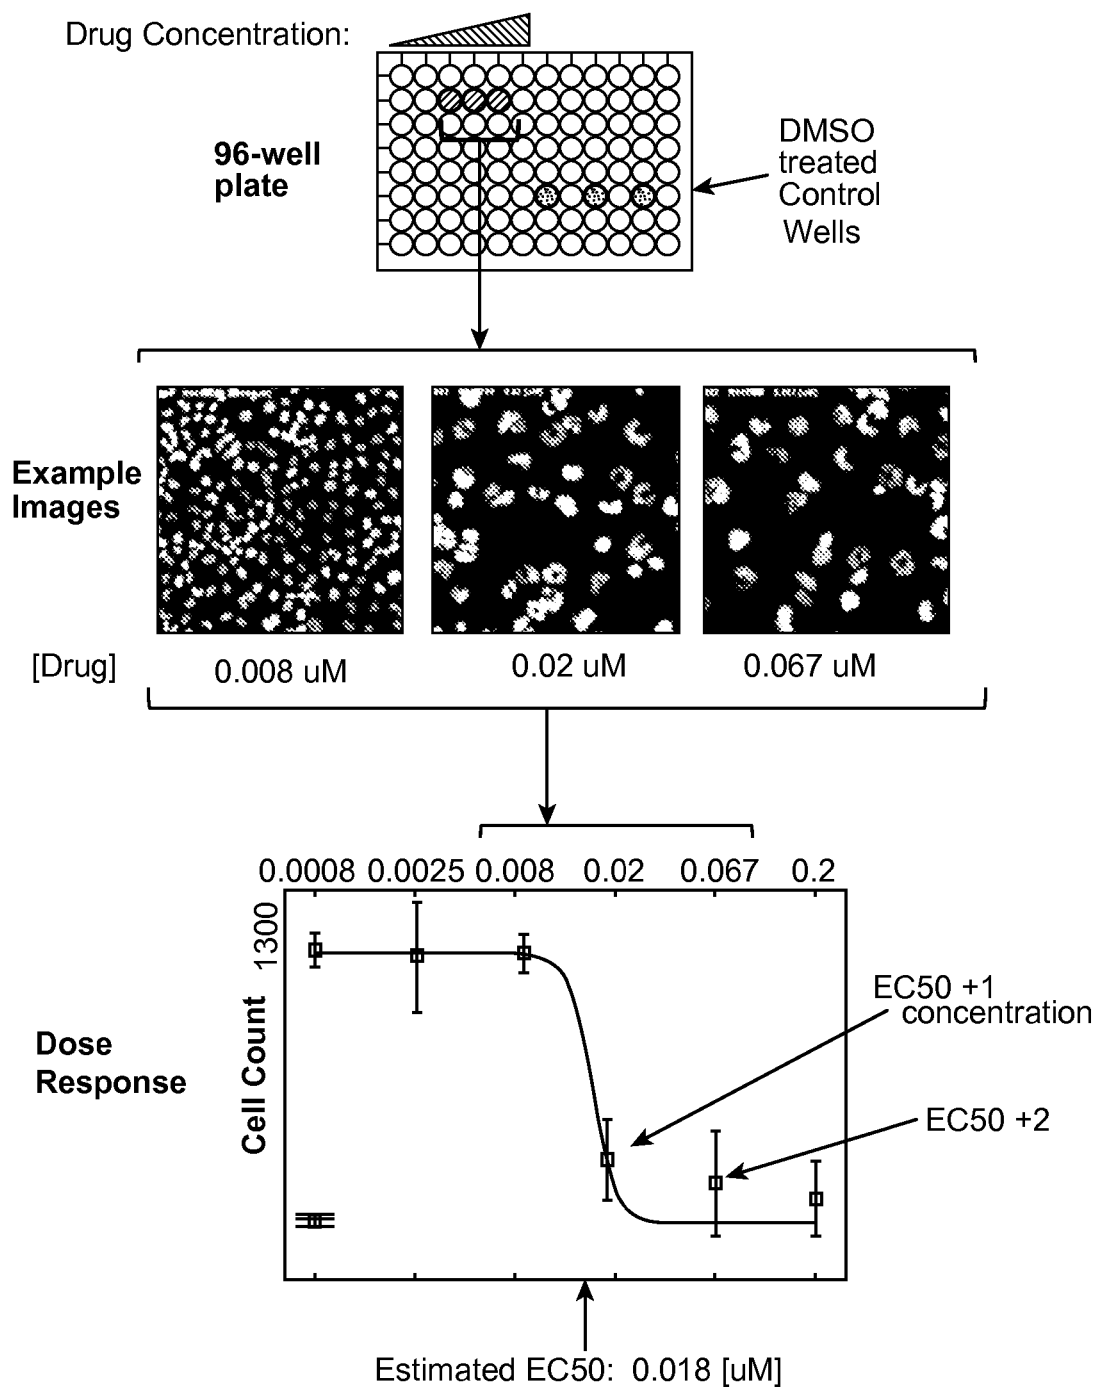 Drug Concentration:
96-well
plate
DMSO
treated
Control
Wells
Example
Images
[Drug]
0.008 uM
0.02 uM
0.067 uM
0.0008 0.0025 0.008 0.02 0.067 0.2
1300
Cell Count
Dose
Response
EC50 +1
concentration
EC50 +2
Estimated EC50: 0.018 [uM]